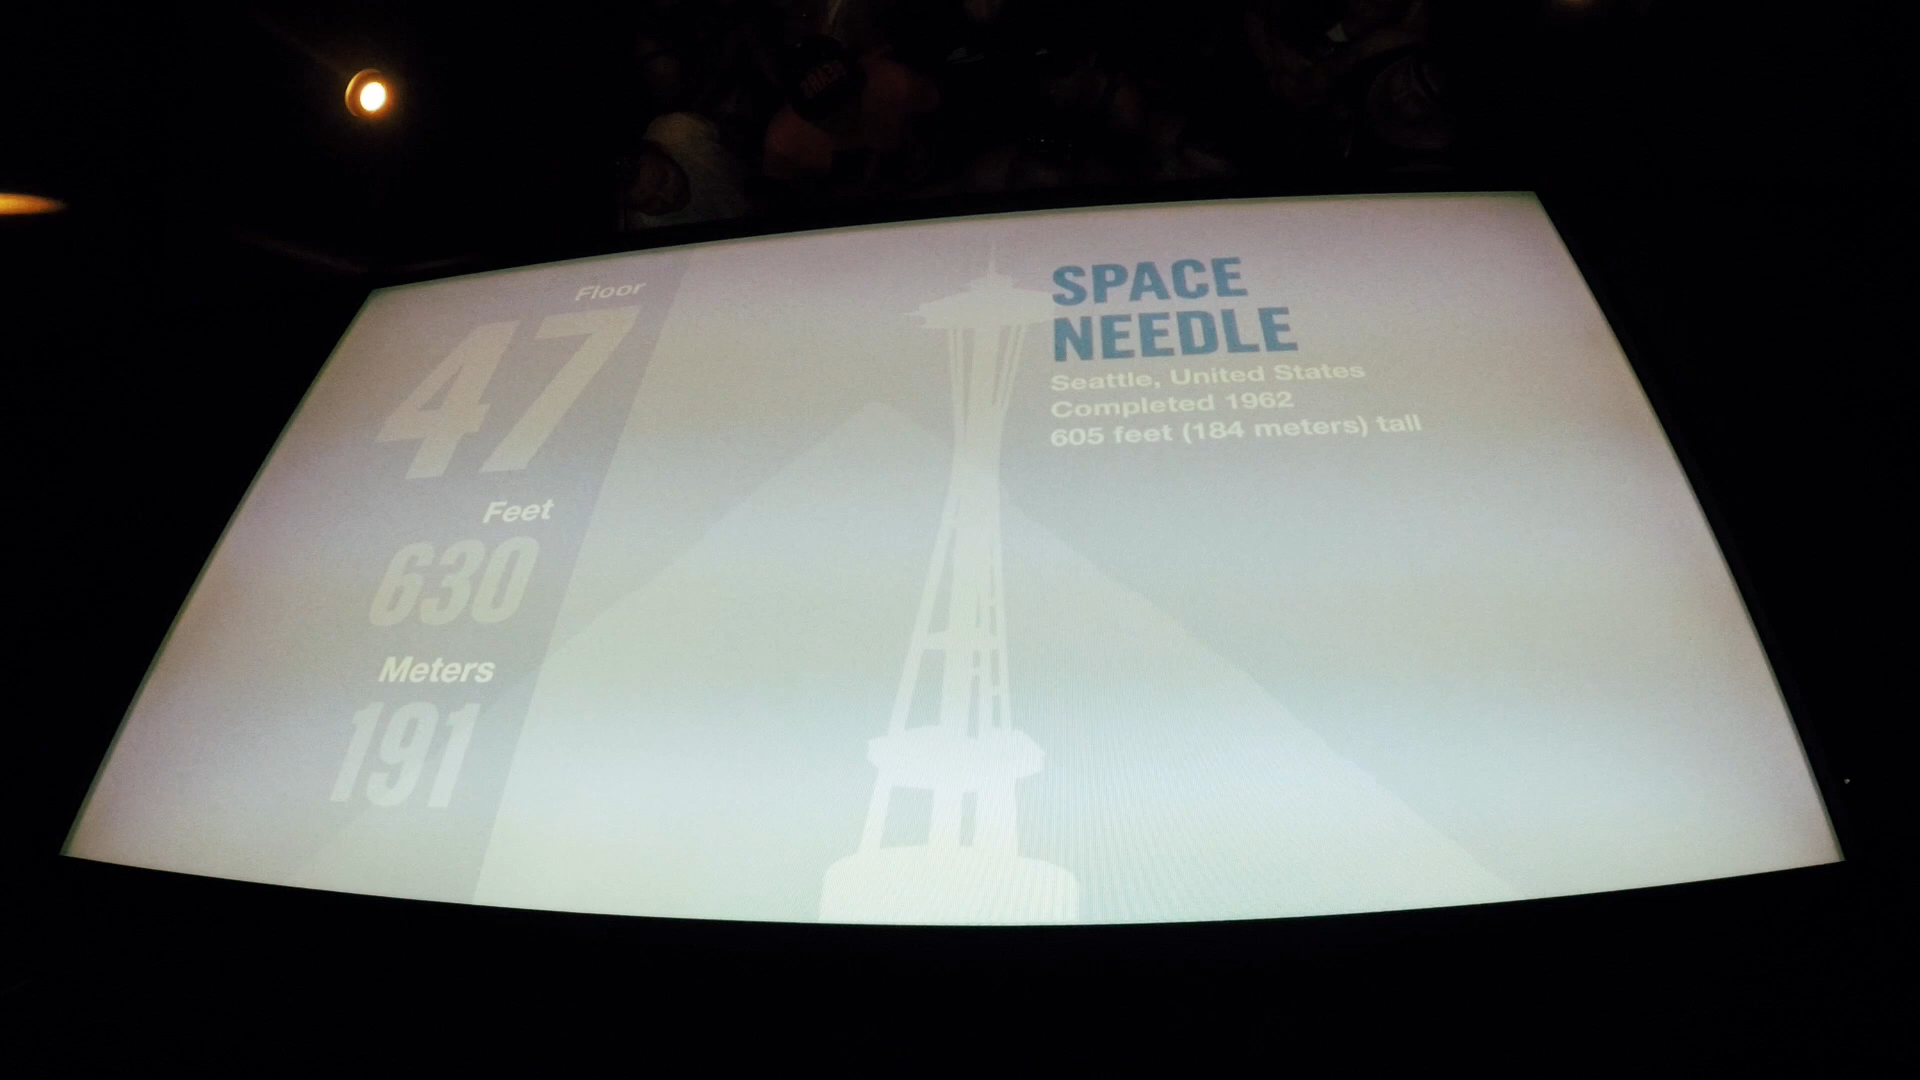 Floor
47
Feet
630
Meters
191
SPACE
NEEDLE
Seattle, United States
Completed 1962
605 feet (184 meters) tall